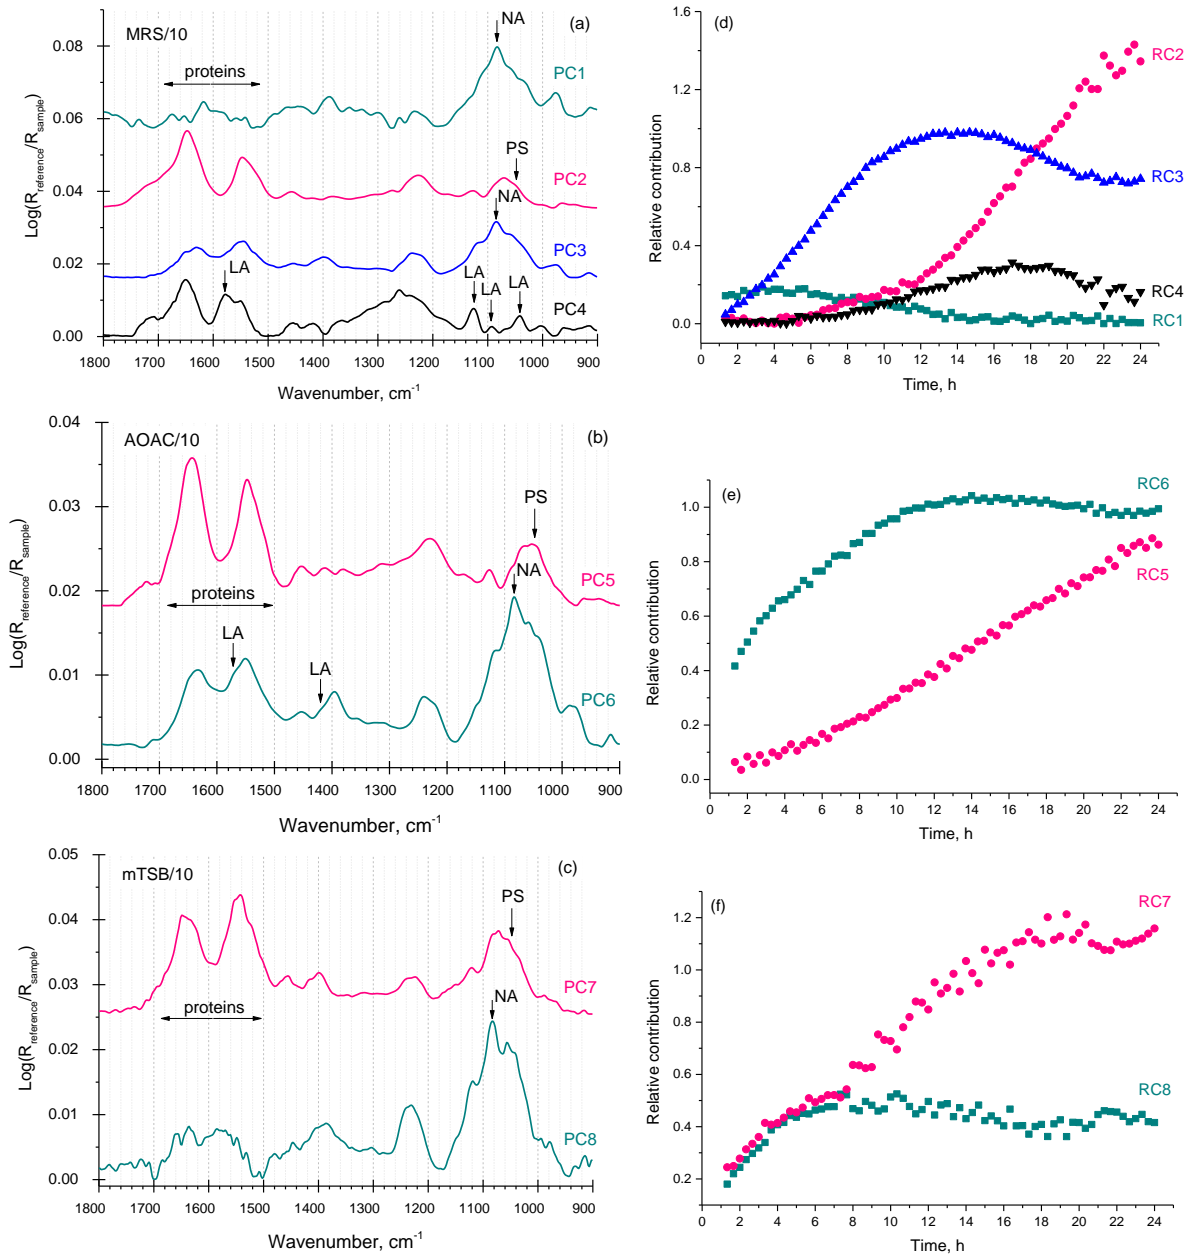 (a)
MRS/10
NA
0.08
proteins
PC1
0.06
PS
PC2
0.04
NA
PC3
0.02
LA
LA
LA
LA
PC4
0.00
Log(Rreference/Rsample)
1800 1700 1600 1500 1400 1300 1200 1100 1000 900
Wavenumber, cm-1
(d)
1.6
RC2
1.2
0.8
RC3
0.4
RC4
RC1
0.0
Relative contribution
0 2 4 6 8 10 12 14 16 18 20 22 24
Time, h
(b)
0.04
AOAC/10
PS
0.03
PC5
NA
0.02
proteins
LA
LA
0.01
PC6
0.00
Log(Rreference/Rsample)
1800 1700 1600 1500 1400 1300 1200 1100 1000 900
Wavenumber, cm-1
(e)
RC6
1.0
RC5
0.8
0.6
0.4
0.2
0.0
Relative contribution
0 2 4 6 8 10 12 14 16 18 20 22 24
Time, h
(c)
0.05
mTSB/10
PS
0.04
PC7
0.03
proteins
NA
0.02
0.01
PC8
0.00
Log(Rreference/Rsample)
1800 1700 1600 1500 1400 1300 1200 1100 1000 900
Wavenumber, cm-1
(f)
RC7
1.2
1.0
0.8
0.6
RC8
0.4
0.2
Relative contribution
0 2 4 6 8 10 12 14 16 18 20 22 24
Time, h